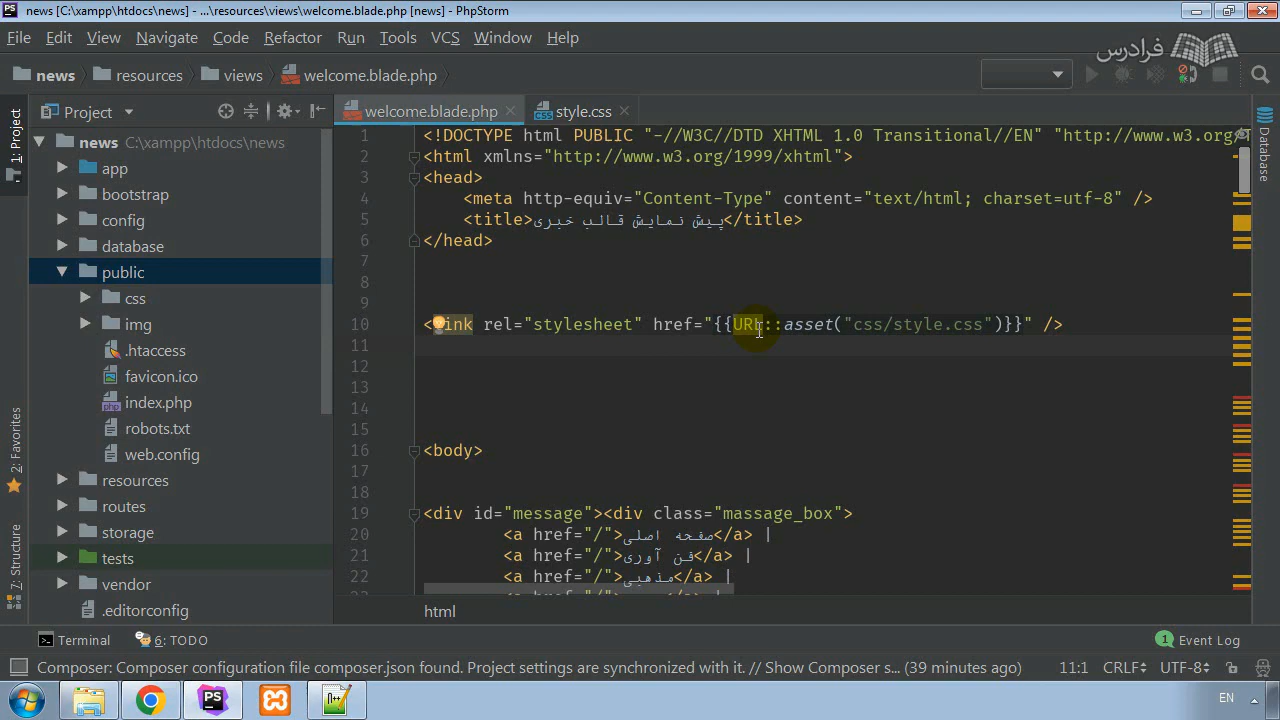 news [C:\xampp\htdocs\news] - ...\resources\views\welcome.blade.php [news] - PhpStorm
File Edit View Navigate Code Refactor Run Tools VCS Window Help
فرادرس
news resources views welcome.blade.php
1: Project
Project
welcome.blade.php style.css
Database
news C:\xampp\htdocs\news
app
bootstrap
config
database
public
css
img
.htaccess
favicon.ico
index.php
robots.txt
web.config
resources
routes
storage
tests
vendor
.editorconfig
2: Favorites
7: Structure
1 <!DOCTYPE html PUBLIC "-//W3C//DTD XHTML 1.0 Transitional//EN" "http://www.w3.org/T
2 <html xmlns="http://www.w3.org/1999/xhtml">
3 <head>
4 <meta http-equiv="Content-Type" content="text/html; charset=utf-8" />
5 <title>پیش نمایش قالب خبری</title>
6 </head>
7
8
9
10 <link rel="stylesheet" href="{{URL::asset("css/style.css")}}" />
11
12
13
14
15
16 <body>
17
18
19 <div id="message"><div class="massage_box">
20 <a href="/">صفحه اصلی</a> |
21 <a href="/">فن آوری</a> |
22 <a href="/">مذهبی</a> |
html
Terminal 6: TODO 1 Event Log
Composer: Composer configuration file composer.json found. Project settings are synchronized with it. // Show Composer s... (39 minutes ago) 11:1 CRLF UTF-8
PS
EN